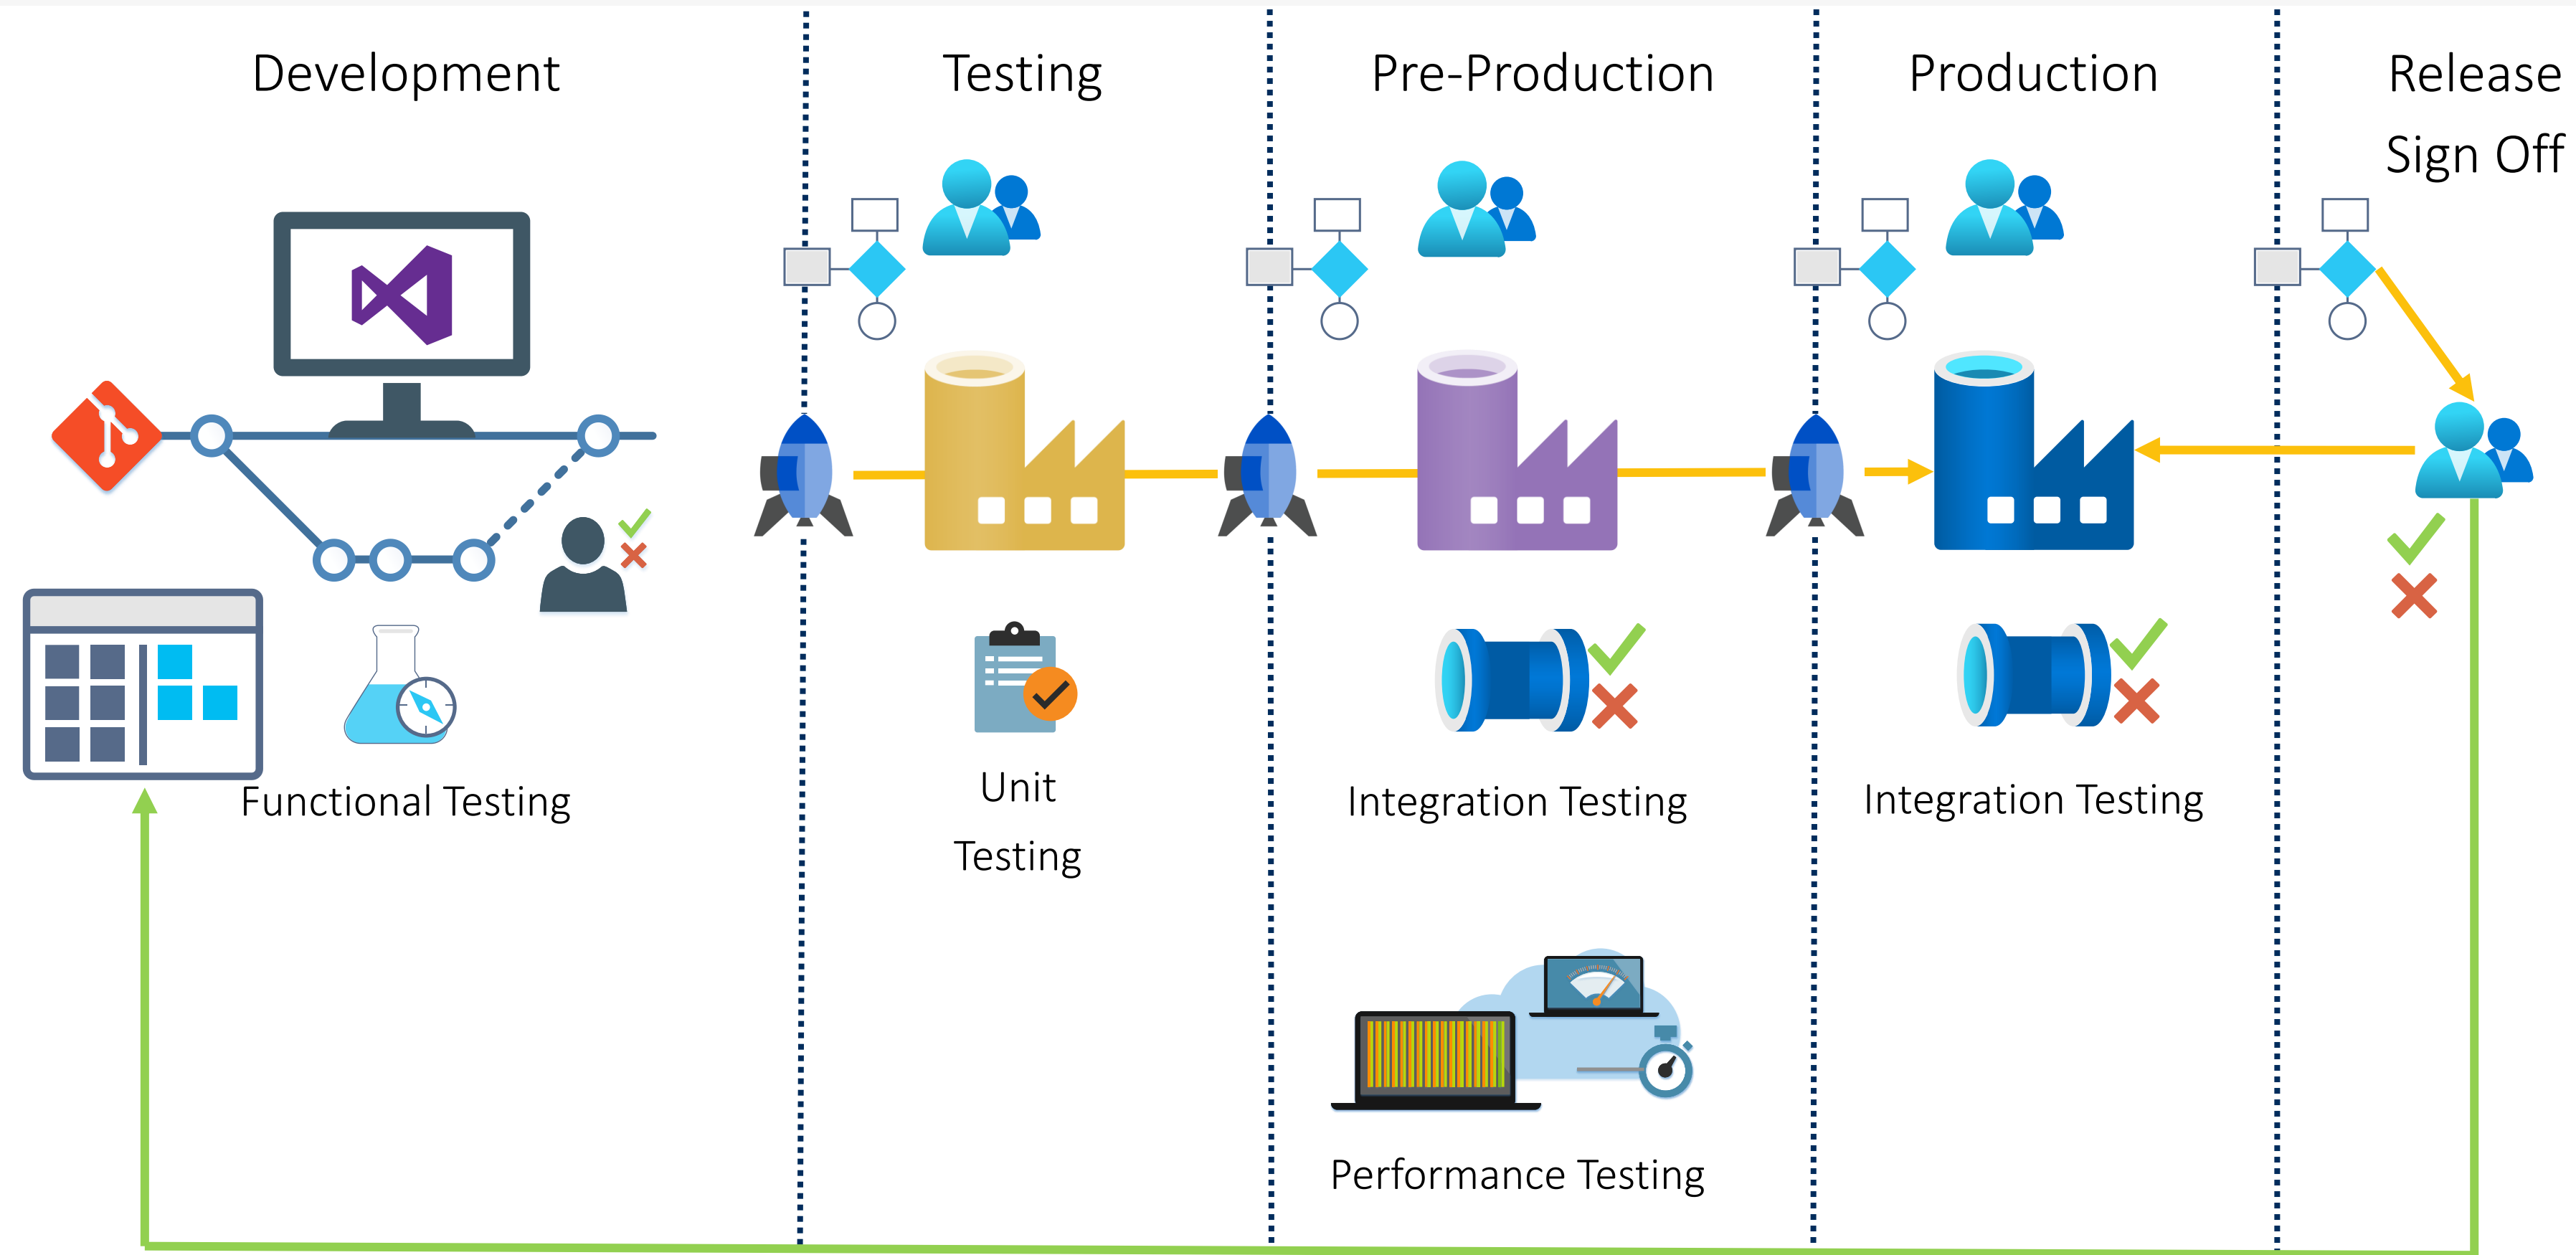 Development
Testing
Pre-Production
Production
Release
Sign Off
Functional Testing
Unit
Testing
Integration Testing
Integration Testing
Performance Testing